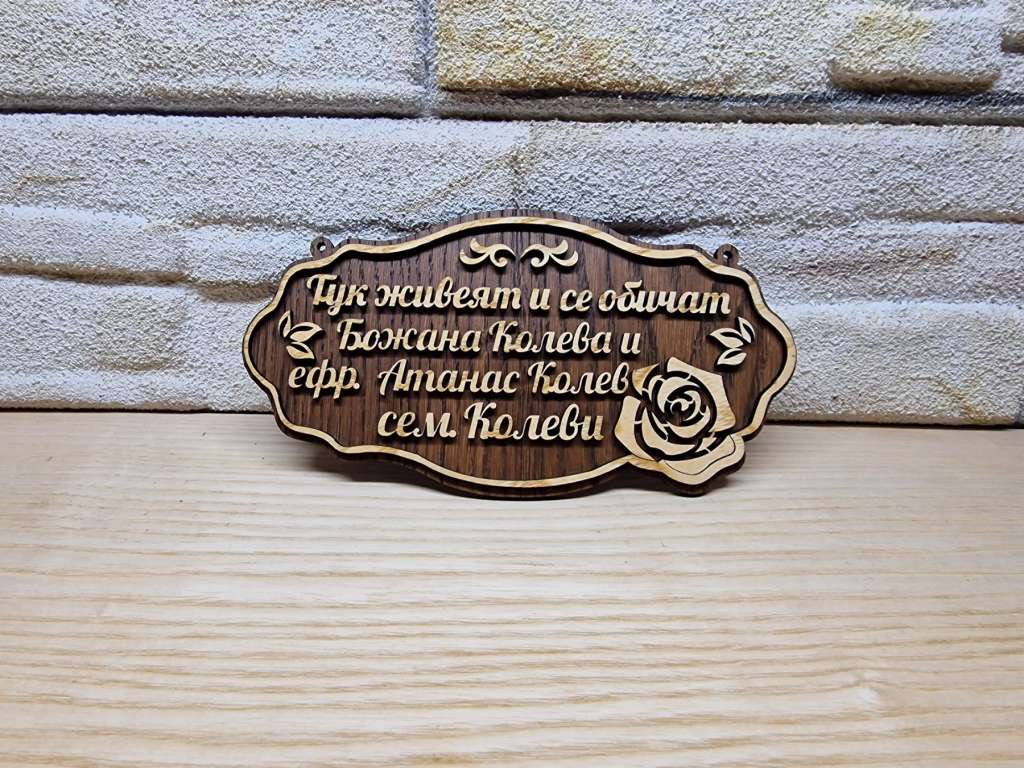 Тук живеят и се обичат
Божана Колева и
ефр. Атанас Колев
сем. Колеви